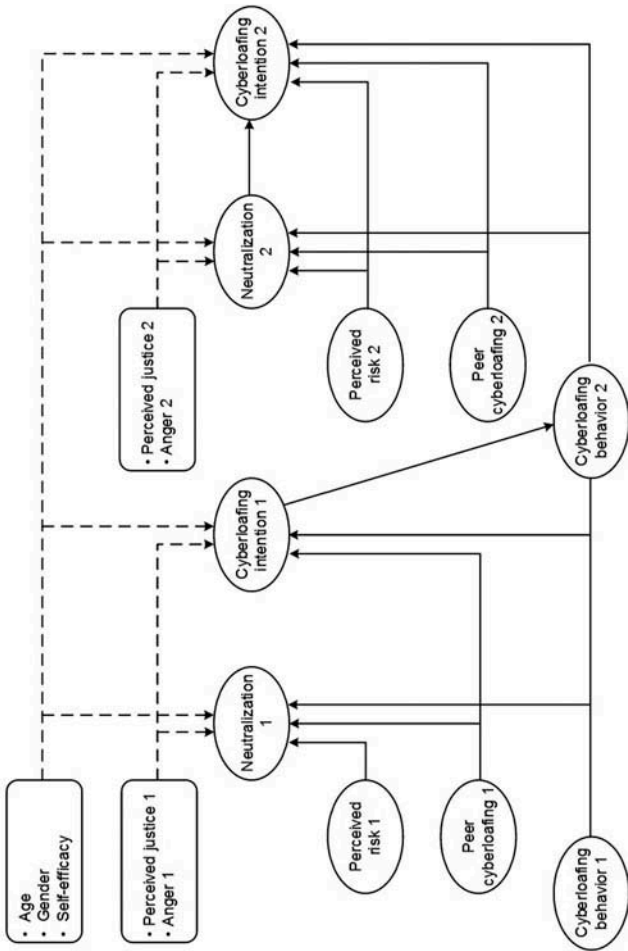 • Age
• Gender
• Self-efficacy
• Perceived justice 1
• Anger 1
• Perceived justice 2
• Anger 2
Neutralization
1
Cyberloafing
intention 1
Neutralization
2
Cyberloafing
intention 2
Perceived
risk 1
Perceived
risk 2
Peer
cyberloafing 1
Peer
cyberloafing 2
Cyberloafing
behavior 1
Cyberloafing
behavior 2